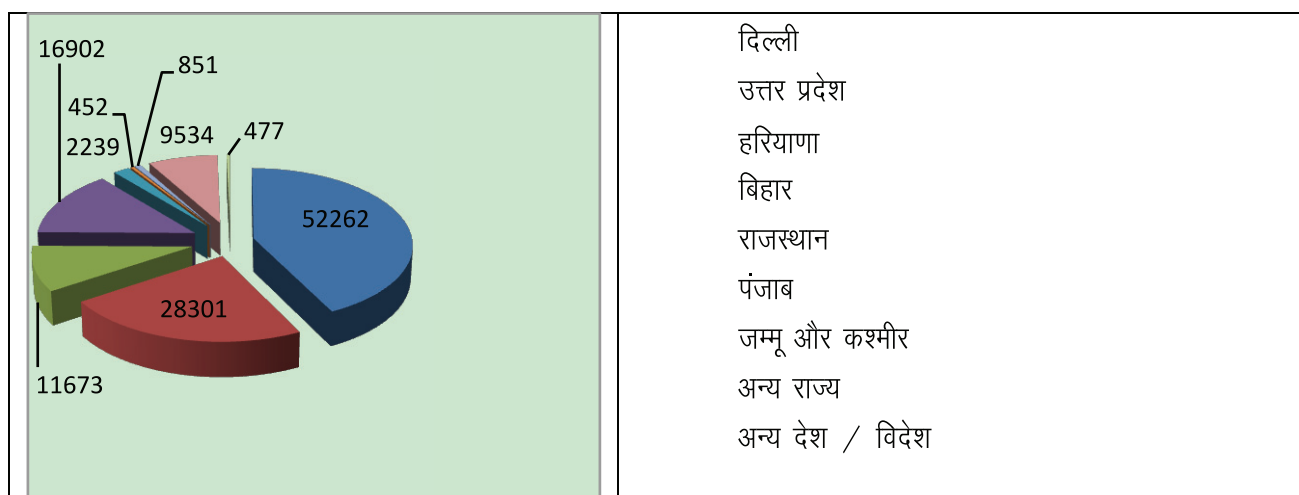 16902
851
452
9534
477
2239
52262
28301
11673
दिल्ली
उत्तर प्रदेश
हरियाणा
बिहार
राजस्थान
पंजाब
जम्मू और कश्मीर
अन्य राज्य
अन्य देश / विदेश